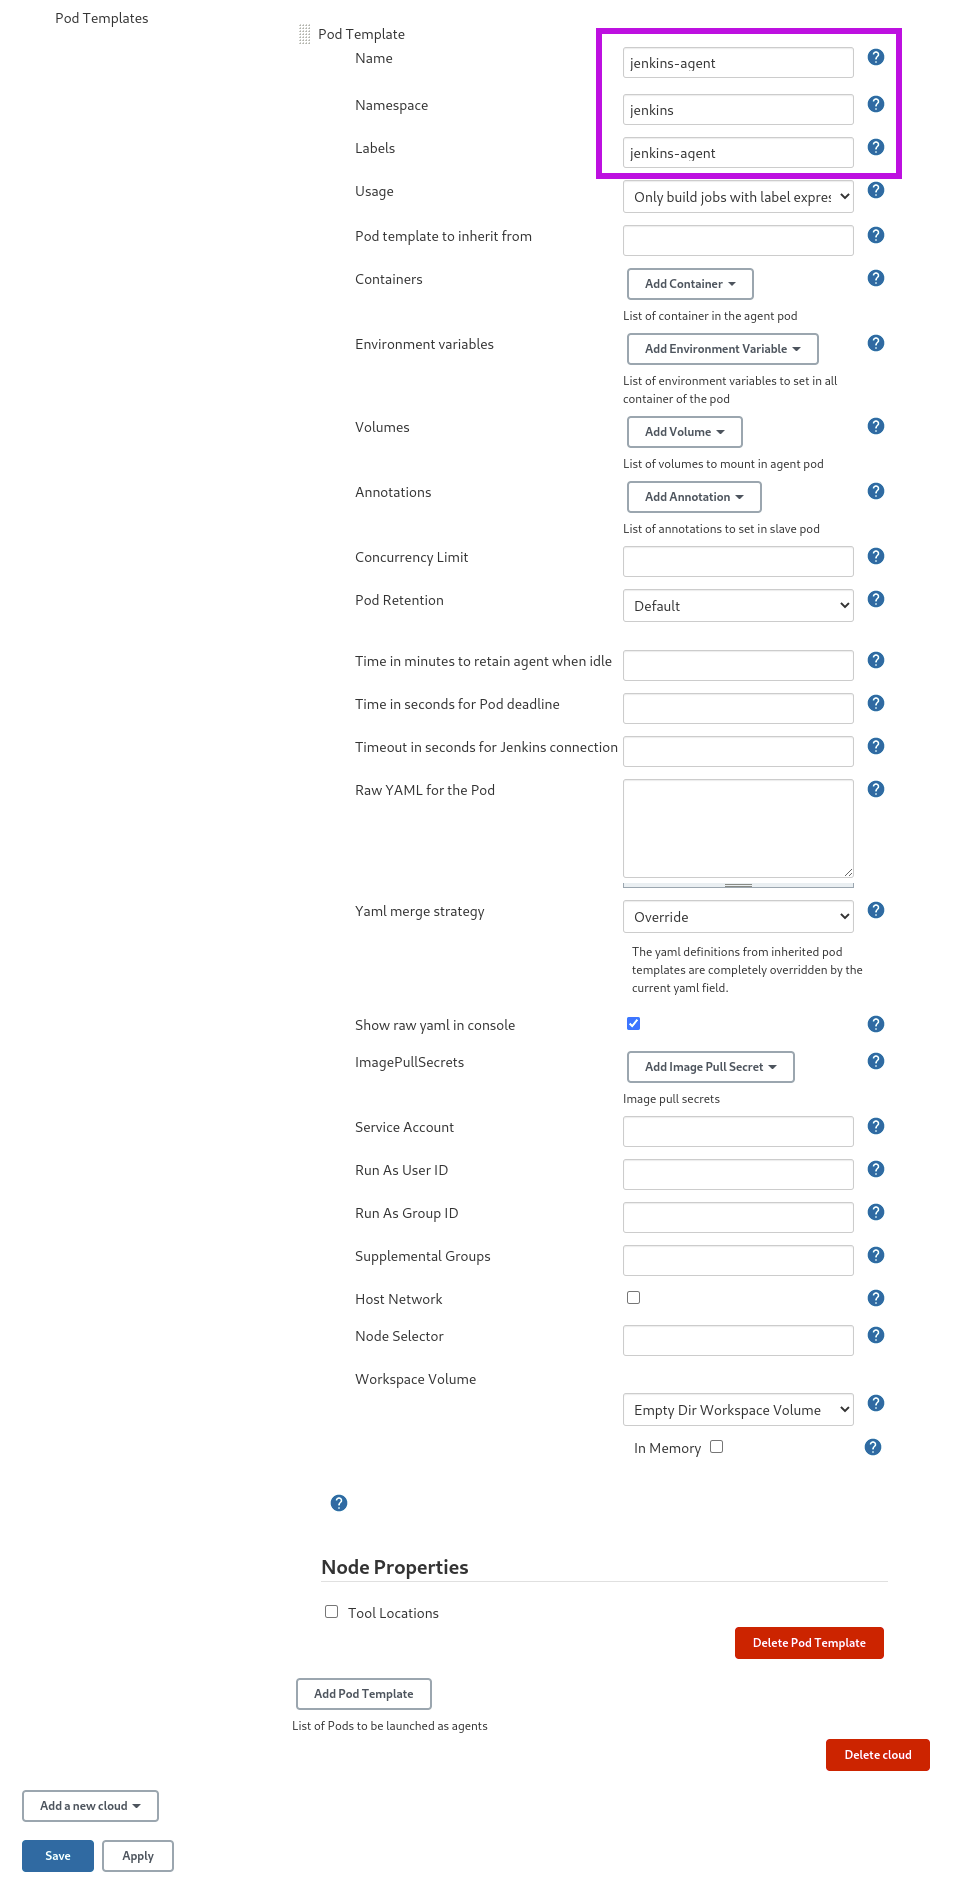 Pod Templates
Pod Template
Name
jenkins-agent
Namespace
jenkins
Labels
jenkins-agent
Usage
Only build jobs with label expres
Pod template to inherit from
Containers
Add Container
List of container in the agent pod
Environment variables
Add Environment Variable
List of environment variables to set in all
container of the pod
Volumes
Add Volume
List of volumes to mount in agent pod
Annotations
Add Annotation
List of annotations to set in slave pod
Concurrency Limit
Pod Retention
Default
Time in minutes to retain agent when idle
Time in seconds for Pod deadline
Timeout in seconds for Jenkins connection
Raw YAML for the Pod
Yaml merge strategy
Override
The yaml definitions from inherited pod
templates are completely overridden by the
current yaml field.
Show raw yaml in console
ImagePullSecrets
Add Image Pull Secret
Image pull secrets
Service Account
Run As User ID
Run As Group ID
Supplemental Groups
Host Network
Node Selector
Workspace Volume
Empty Dir Workspace Volume
In Memory
Node Properties
Tool Locations
Delete Pod Template
Add Pod Template
List of Pods to be launched as agents
Delete cloud
Add a new cloud
Save
Apply